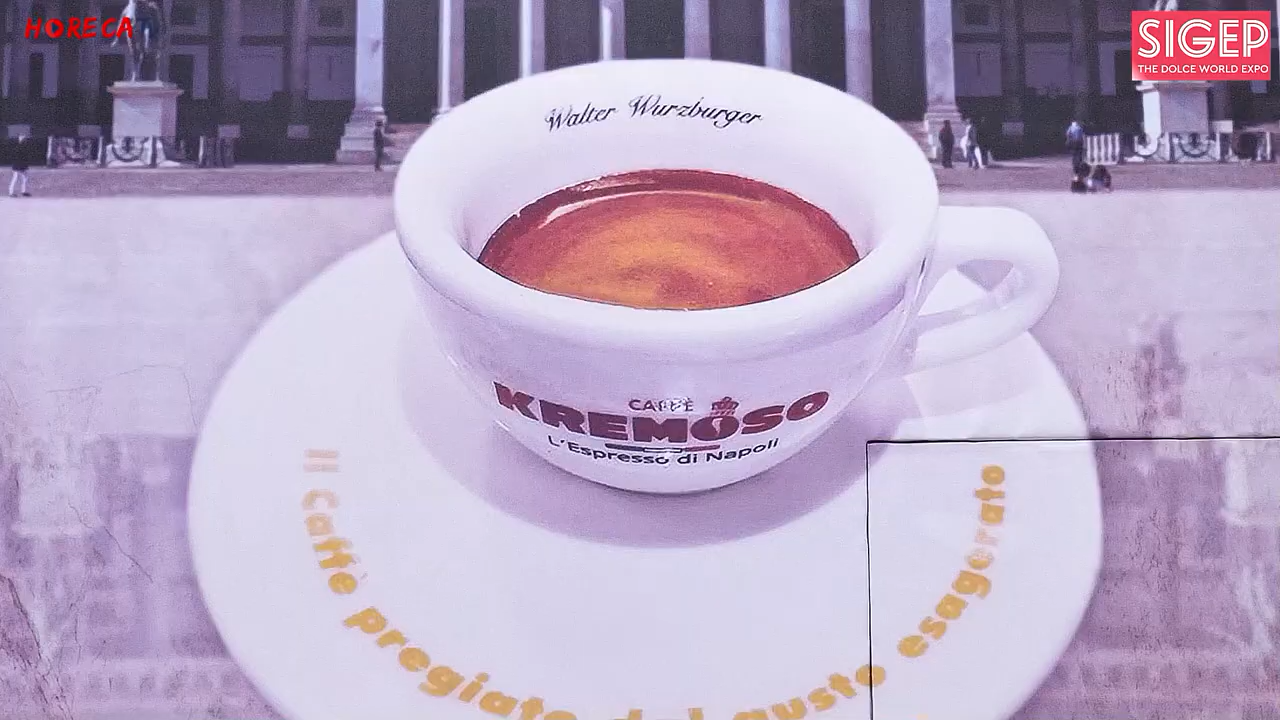 HORECA
SIGEP
THE DOLCE WORLD EXPO
Walter Wurzburger
CAFFÈ
KREMOSO
L'Espresso di Napoli
Il Caffè pregiato dal gusto esagerato